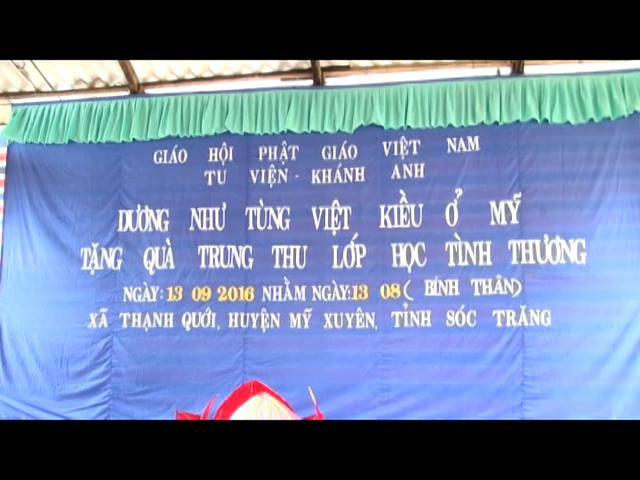 GIÁO HỘI PHẬT GIÁO VIỆT NAM
TU VIỆN - KHÁNH ANH
DƯƠNG NHƯ TÙNG VIỆT KIỀU Ở MỸ
TẶNG QUÀ TRUNG THU LỚP HỌC TÌNH THƯƠNG
NGÀY: 13 09 2016 NHẰM NGÀY: 13 08 ( BÍNH THÂN)
XÃ THẠNH QUỚI, HUYỆN MỸ XUYÊN, TỈNH SÓC TRĂNG